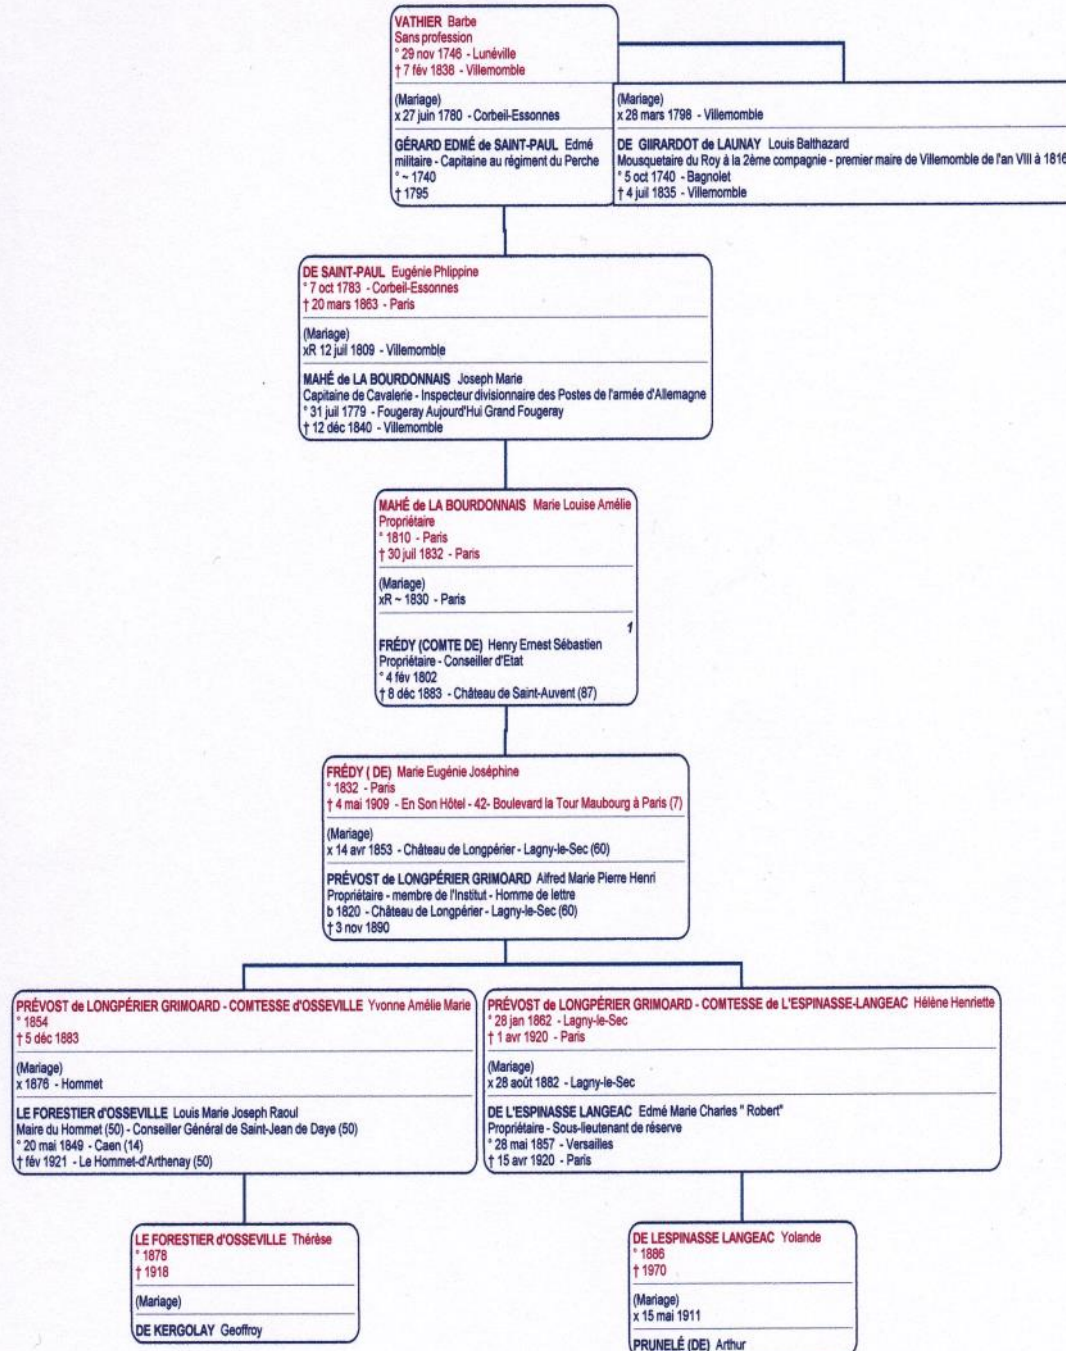 VATHIER Barbe
Sans profession
° 29 nov 1746 - Lunéville
† 7 fév 1838 - Villemomble
(Mariage)
x 27 juin 1780 - Corbeil-Essonnes
GÉRARD EDMÉ de SAINT-PAUL Edmé
militaire - Capitaine au régiment du Perche
° ~ 1740
† 1795
(Mariage)
x 28 mars 1798 - Villemomble
DE GIIRARDOT de LAUNAY Louis Balthazard
Mousquetaire du Roy à la 2ème compagnie - premier maire de Villemomble de l'an VIII à 1816
° 5 oct 1740 - Bagnolet
† 4 juil 1835 - Villemomble
DE SAINT-PAUL Eugénie Phlippine
° 7 oct 1783 - Corbeil-Essonnes
† 20 mars 1863 - Paris
(Mariage)
xR 12 juil 1809 - Villemomble
MAHÉ de LA BOURDONNAIS Joseph Marie
Capitaine de Cavalerie - Inspecteur divisionnaire des Postes de l'armée d'Allemagne
° 31 juil 1779 - Fougeray Aujourd'Hui Grand Fougeray
† 12 déc 1840 - Villemomble
MAHÉ de LA BOURDONNAIS Marie Louise Amélie
Propriétaire
° 1810 - Paris
† 30 juil 1832 - Paris
(Mariage)
xR ~ 1830 - Paris
1
FRÉDY (COMTE DE) Henry Ernest Sébastien
Propriétaire - Conseiller d'Etat
° 4 fév 1802
† 8 déc 1883 - Château de Saint-Auvent (87)
FRÉDY ( DE) Marie Eugénie Joséphine
° 1832 - Paris
† 4 mai 1909 - En Son Hôtel - 42- Boulevard la Tour Maubourg à Paris (7)
(Mariage)
x 14 avr 1853 - Château de Longpérier - Lagny-le-Sec (60)
PRÉVOST de LONGPÉRIER GRIMOARD Alfred Marie Pierre Henri
Propriétaire - membre de l'Institut - Homme de lettre
b 1820 - Château de Longpérier - Lagny-le-Sec (60)
† 3 nov 1890
PRÉVOST de LONGPÉRIER GRIMOARD - COMTESSE d'OSSEVILLE Yvonne Amélie Marie
° 1854
† 5 déc 1883
(Mariage)
x 1876 - Hommet
LE FORESTIER d'OSSEVILLE Louis Marie Joseph Raoul
Maire du Hommet (50) - Conseiller Général de Saint-Jean de Daye (50)
° 20 mai 1849 - Caen (14)
† fév 1921 - Le Hommet-d'Arthenay (50)
PRÉVOST de LONGPÉRIER GRIMOARD - COMTESSE de L'ESPINASSE-LANGEAC Hélène Henriette
° 28 jan 1862 - Lagny-le-Sec
† 1 avr 1920 - Paris
(Mariage)
x 28 août 1882 - Lagny-le-Sec
DE L'ESPINASSE LANGEAC Edmé Marie Charles " Robert"
Propriétaire - Sous-lieutenant de réserve
° 28 mai 1857 - Versailles
† 15 avr 1920 - Paris
LE FORESTIER d'OSSEVILLE Thérèse
° 1878
† 1918
(Mariage)
DE KERGOLAY Geoffroy
DE LESPINASSE LANGEAC Yolande
° 1886
† 1970
(Mariage)
x 15 mai 1911
PRUNELÉ (DE) Arthur